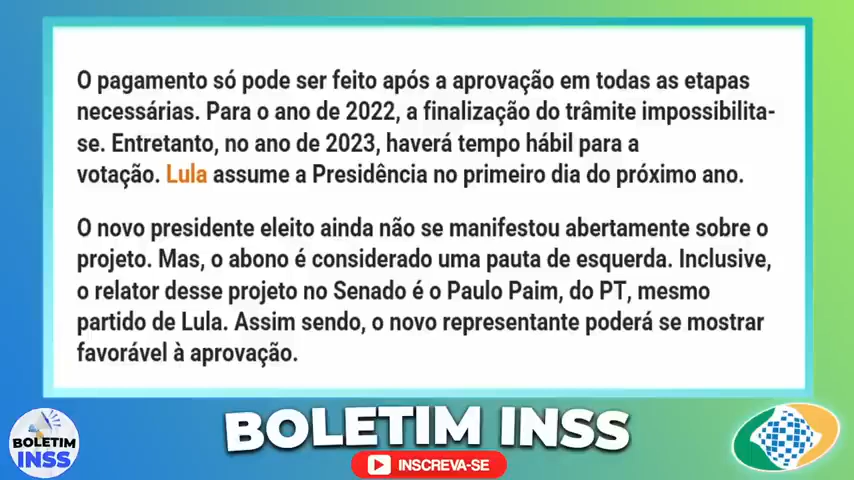 O pagamento só pode ser feito após a aprovação em todas as etapas
necessárias. Para o ano de 2022, a finalização do trâmite impossibilita-
se. Entretanto, no ano de 2023, haverá tempo hábil para a
votação. Lula assume a Presidência no primeiro dia do próximo ano.
O novo presidente eleito ainda não se manifestou abertamente sobre o
projeto. Mas, o abono é considerado uma pauta de esquerda. Inclusive,
o relator desse projeto no Senado é o Paulo Paim, do PT, mesmo
partido de Lula. Assim sendo, o novo representante poderá se mostrar
favorável à aprovação.
BOLETIM
INSS
BOLETIM INSS
INSCREVA-SE